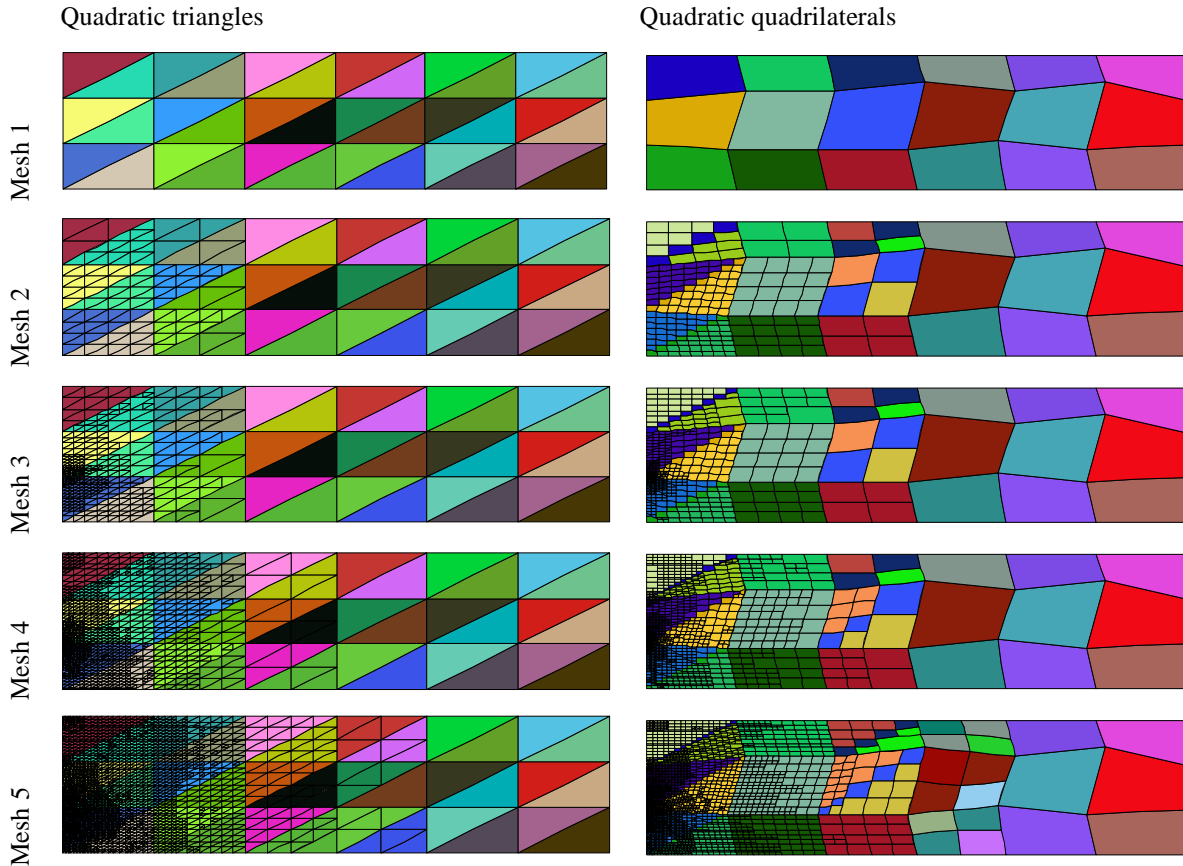 Quadratic triangles
Quadratic quadrilaterals
Mesh 1
Mesh 2
Mesh 3
Mesh 4
Mesh 5